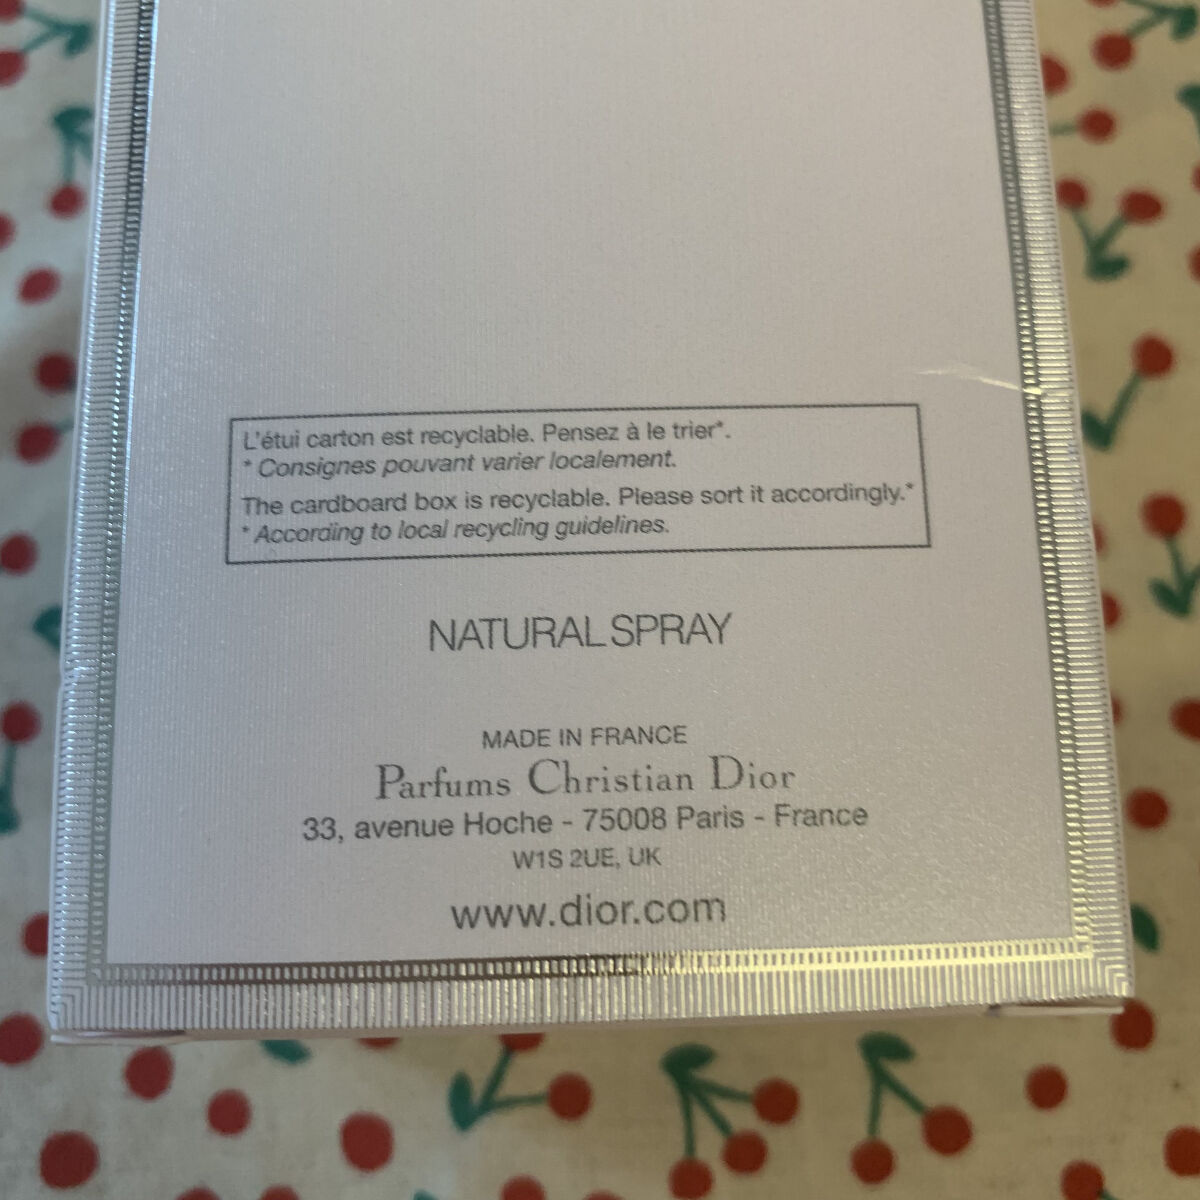 L'étui carton est recyclable. Pensez à le trier*.
* Consignes pouvant varier localement.
The cardboard box is recyclable. Please sort it accordingly.*
* According to local recycling guidelines.
NATURAL SPRAY
MADE IN FRANCE
Parfums Christian Dior
33, avenue Hoche - 75008 Paris - France
W1S 2UE, UK
www.dior.com